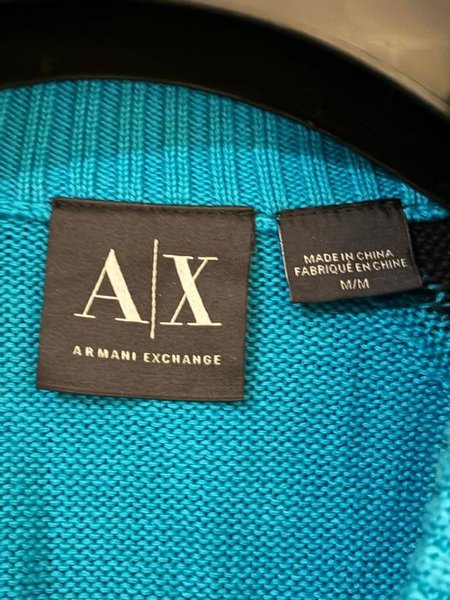 A|X
ARMANI EXCHANGE
MADE IN CHINA
FABRIQUÉ EN CHINE
M/M